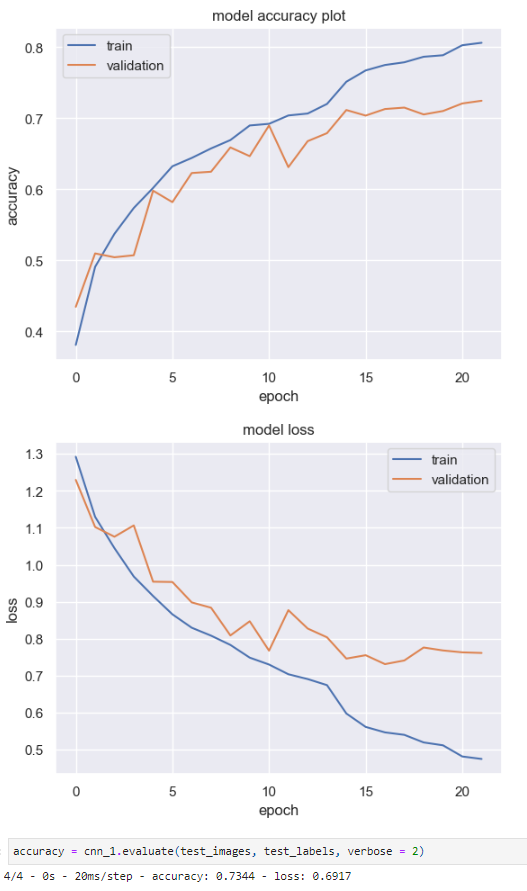 model accuracy plot
train
validation
0.8
0.7
0.6
0.5
0.4
accuracy
0 5 10 15 20
epoch
model loss
train
validation
1.3
1.2
1.1
1.0
0.9
0.8
0.7
0.6
0.5
loss
0 5 10 15 20
epoch
: accuracy = cnn_1.evaluate(test_images, test_labels, verbose = 2)
4/4 - 0s - 20ms/step - accuracy: 0.7344 - loss: 0.6917